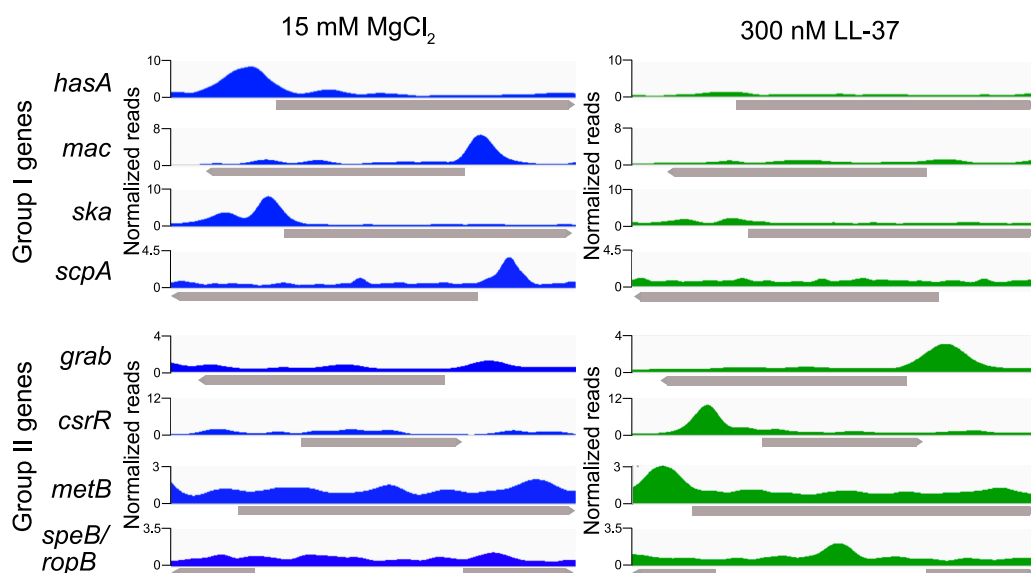 15 mM MgCl₂
300 nM LL-37
Group I genes
Normalized reads
Normalized reads
hasA
10
0
10
0
mac
8
0
8
0
ska
10
0
10
0
scpA
4.5
0
4.5
0
Group II genes
Normalized reads
Normalized reads
grab
4
0
4
0
csrR
12
0
12
0
metB
3
0
3
0
speB/
ropB
3.5
0
3.5
0